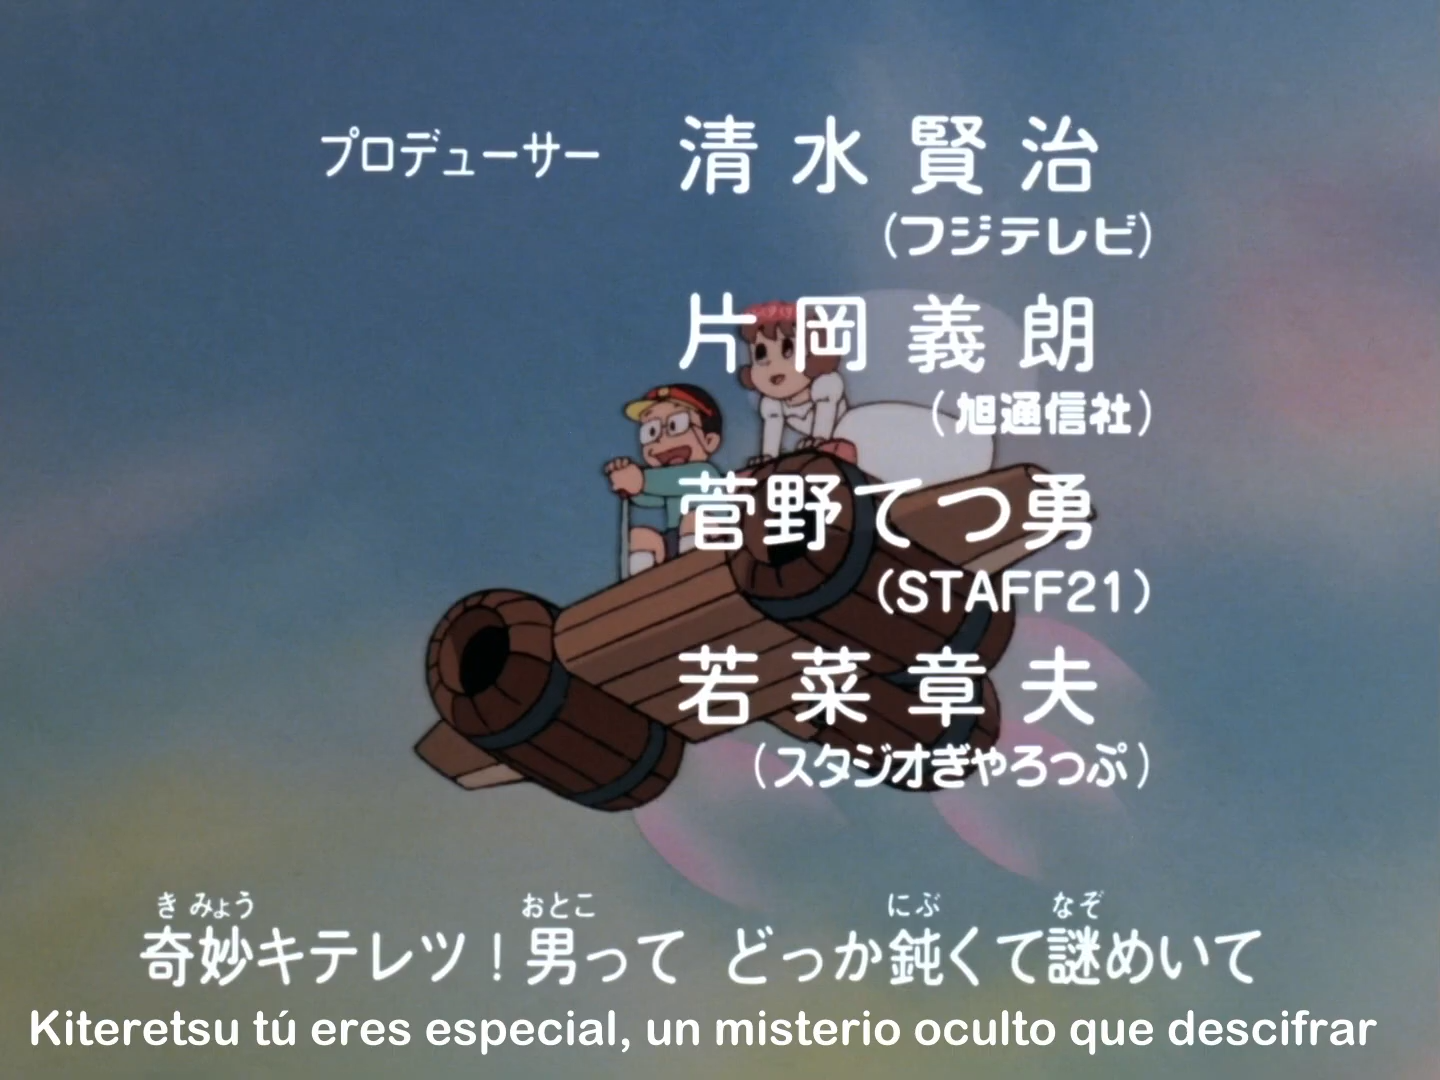 プロデューサー 清水賢治
(フジテレビ)
片岡義朗
(旭通信社)
菅野てつ勇
(STAFF21)
若菜章夫
(スタジオぎゃろっぷ)
きみょう おとこ にぶ なぞ
奇妙キテレツ!男って どっか鈍くて謎めいて
Kiteretsu tú eres especial, un misterio oculto que descifrar